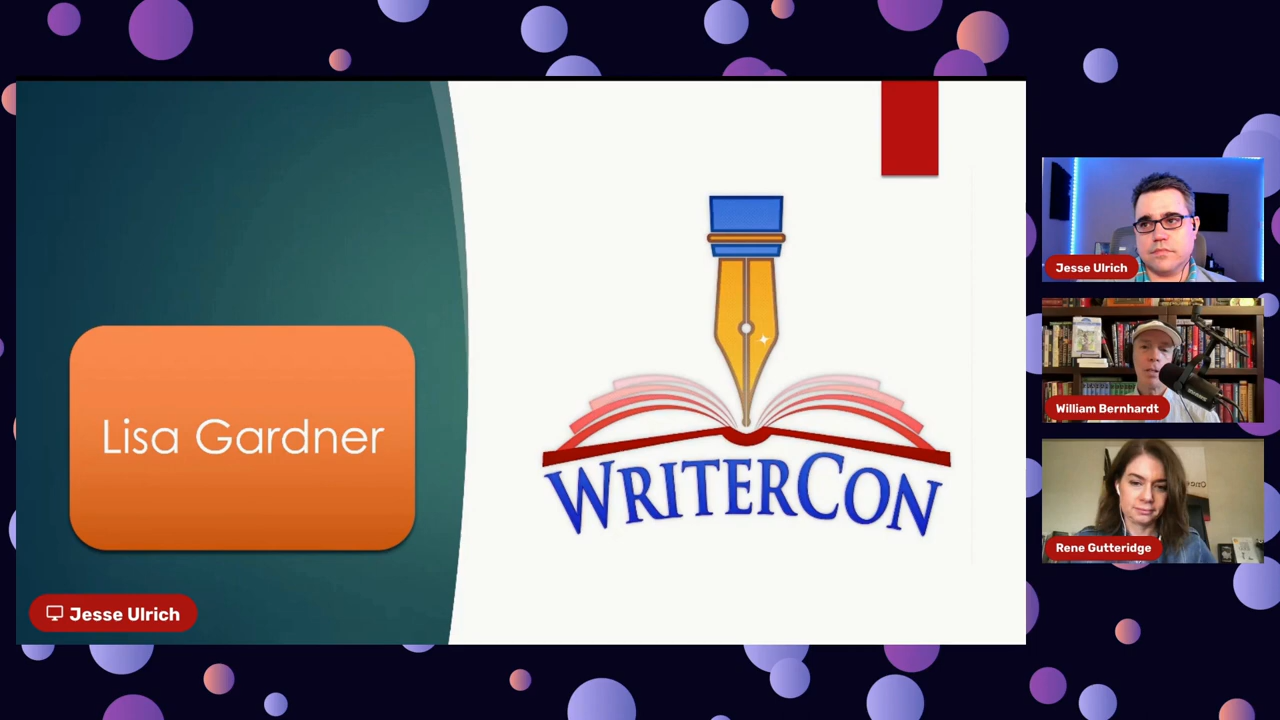 Lisa Gardner
WRITERCON
Jesse Ulrich
Jesse Ulrich
William Bernhardt
Rene Gutteridge